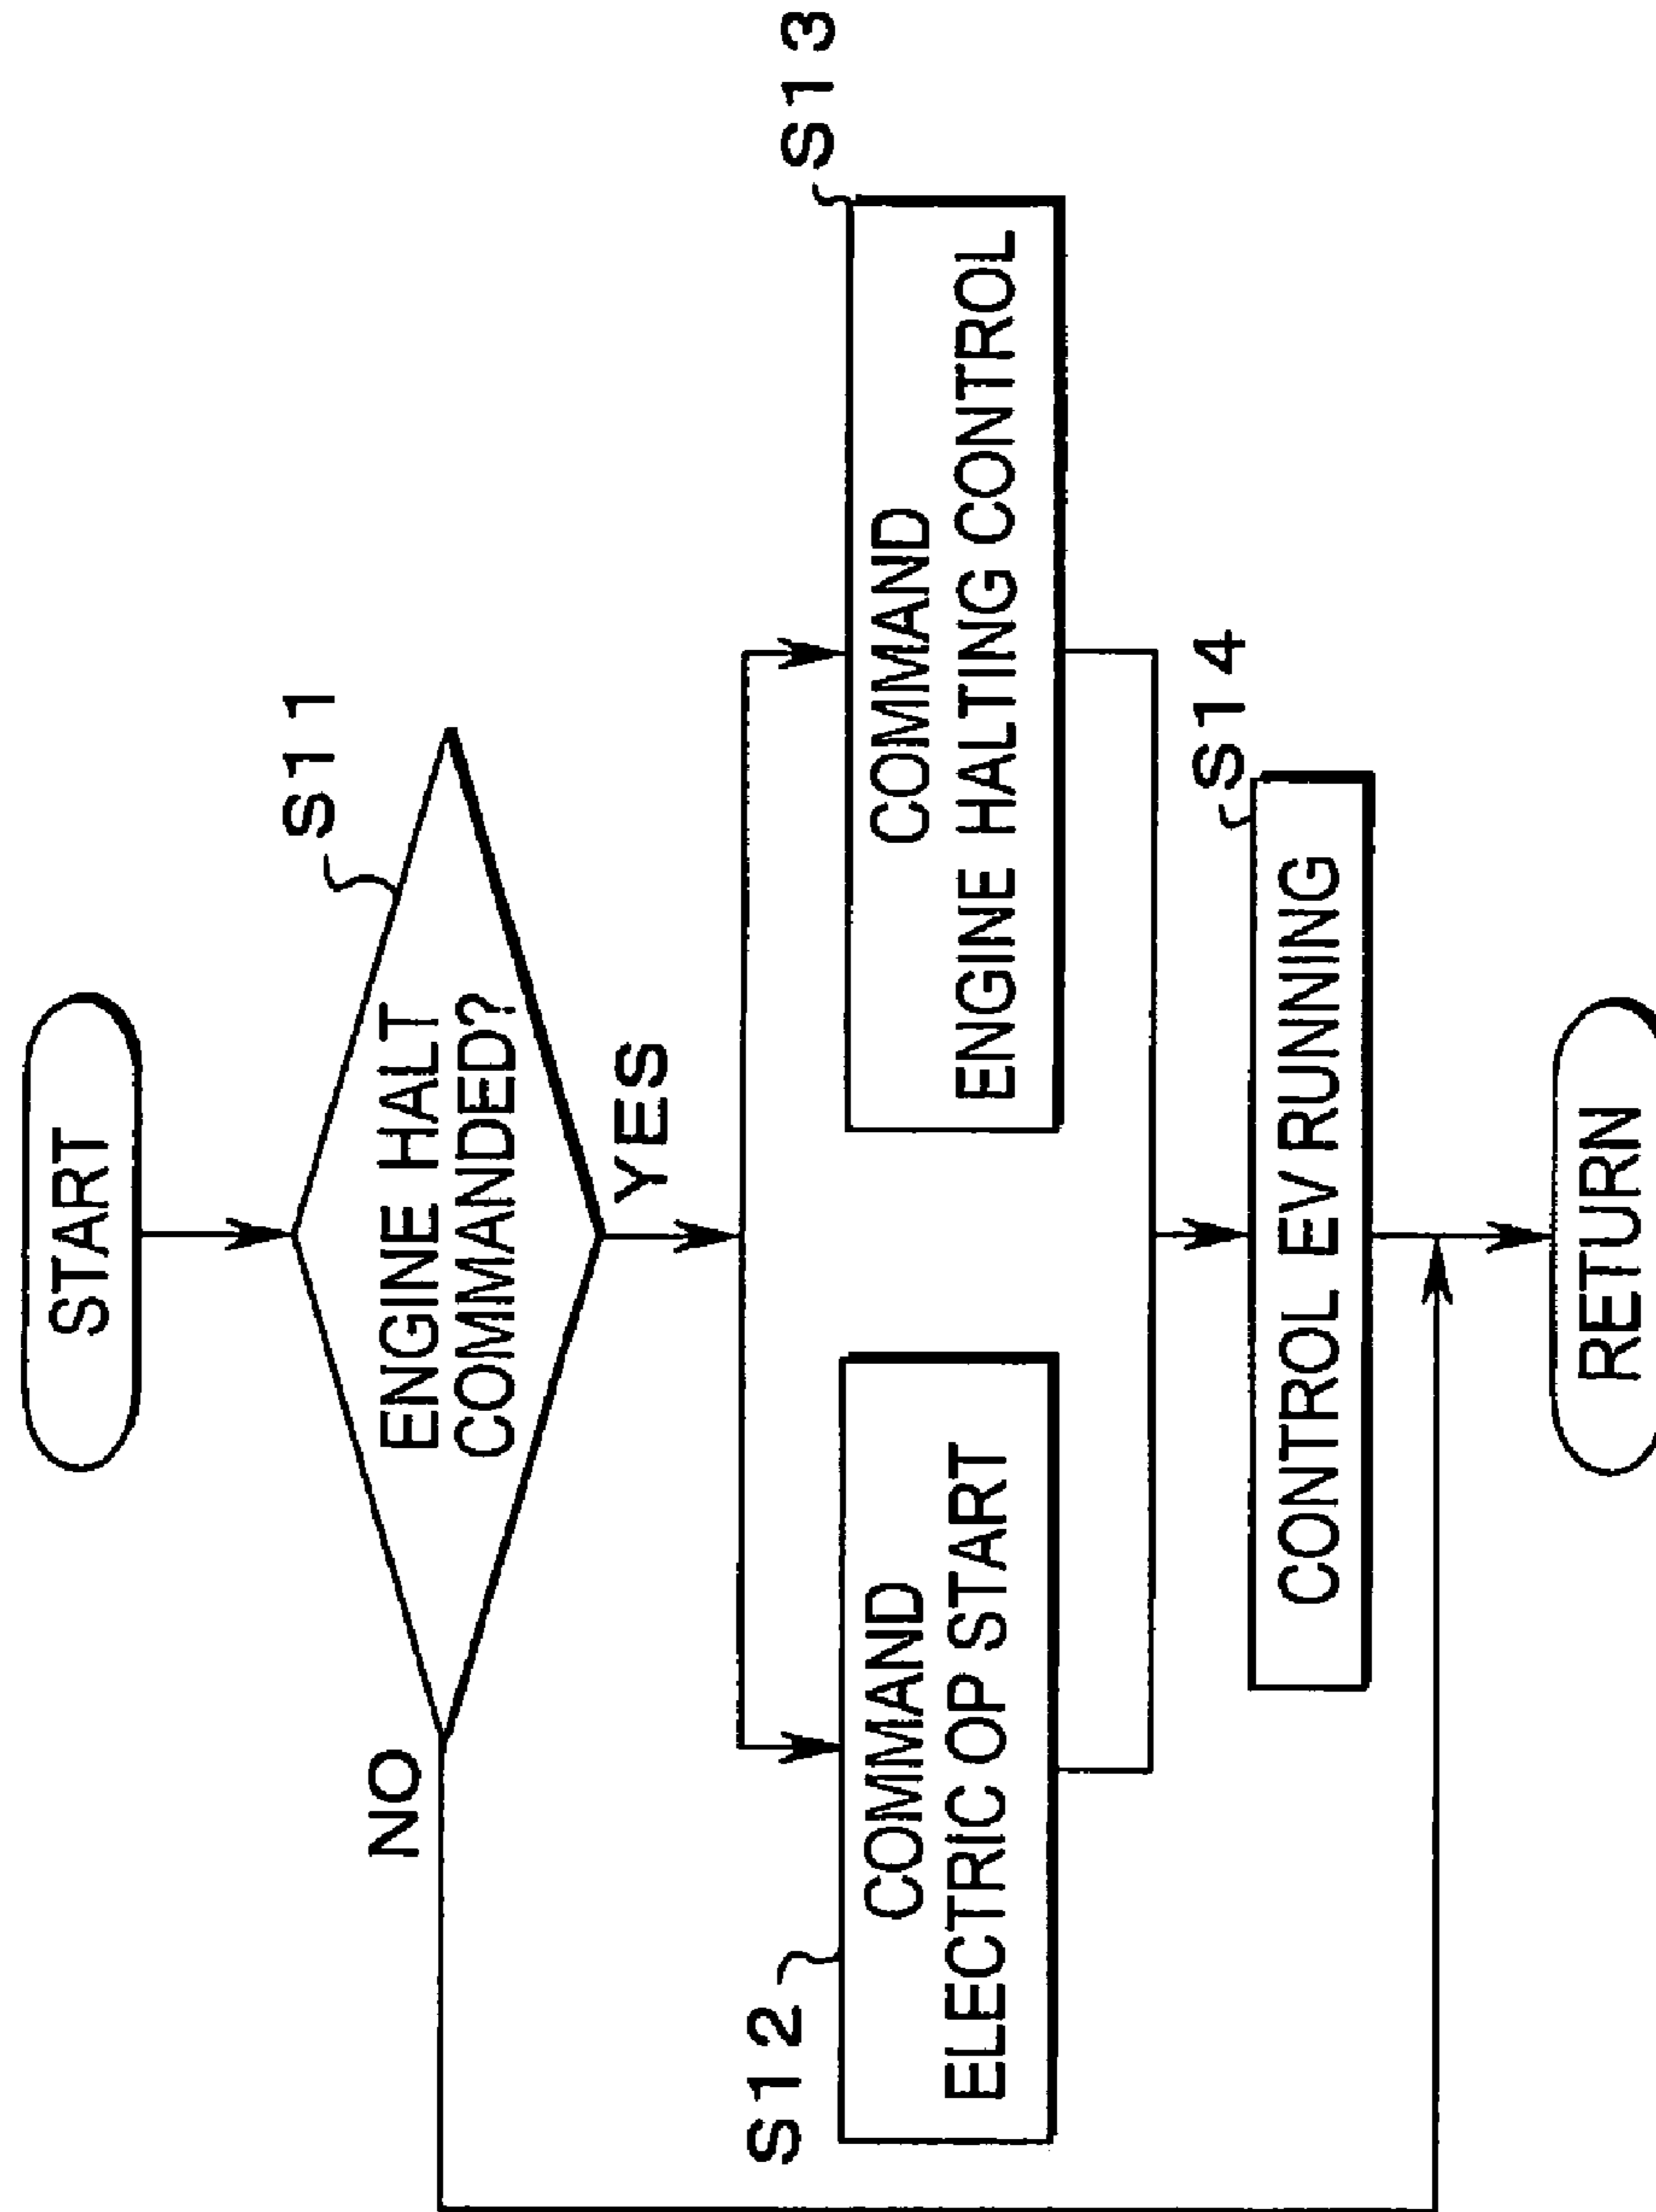 START
S11
ENGINE HALT
COMMANDED?
NO
YES
S12
COMMAND
ELECTRIC OP START
S13
COMMAND
ENGINE HALTING CONTROL
S14
CONTROL EV RUNNING
RETURN